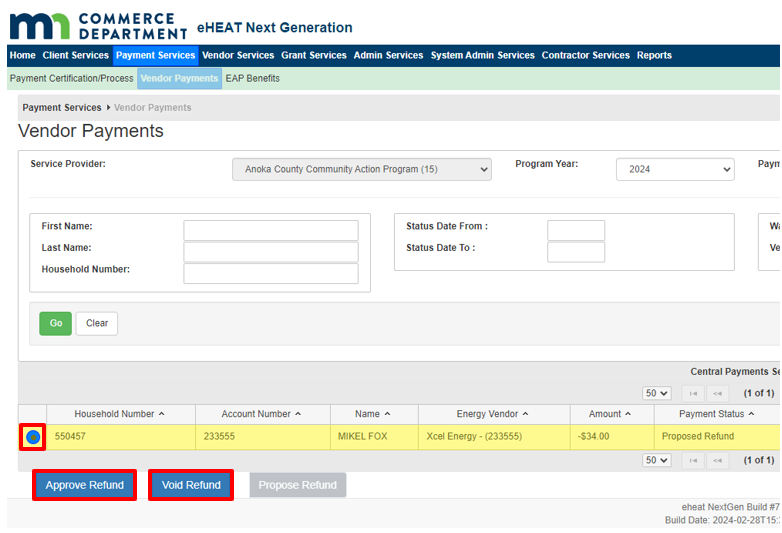 COMMERCE
DEPARTMENT eHEAT Next Generation
Home Client Services Payment Services Vendor Services Grant Services Admin Services System Admin Services Contractor Services Reports
Payment Certification/Process Vendor Payments EAP Benefits
Payment Services Vendor Payments
Vendor Payments
Service Provider: Anoka County Community Action Program (15) Program Year: 2024 Paym
First Name: Status Date From : Wa
Last Name: Status Date To : Ve
Household Number:
Go Clear
Central Payments Se
50 (1 of 1)
Household Number Account Number Name Energy Vendor Amount Payment Status
550457 233555 MIKEL FOX Xcel Energy - (233555) -$34.00 Proposed Refund
50 (1 of 1)
Approve Refund Void Refund Propose Refund
eheat NextGen Build #7
Build Date: 2024-02-28T15: